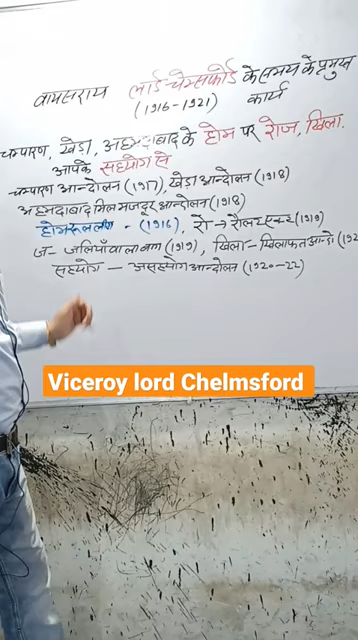 वायसराय लार्ड चेम्सफोर्ड के समय के प्रमुख
(1916-1921) कार्य
चम्पारण, खेडा, अहमदाबाद के होम पर रोज, खिला.
आपके सहयोग से
चम्पारण आन्दोलन (1917), खेडा आन्दोलन (1918)
अहमदाबाद मिल मजदूर आन्दोलन (1918)
होमरूल - (1916), रो → रौलट एक्ट (1919)
ज- जलियाँवाला बाग (1919), खिला - खिलाफत आन्दो (192
सहयोग - असहयोग आन्दोलन (1920-22)
Viceroy lord Chelmsford